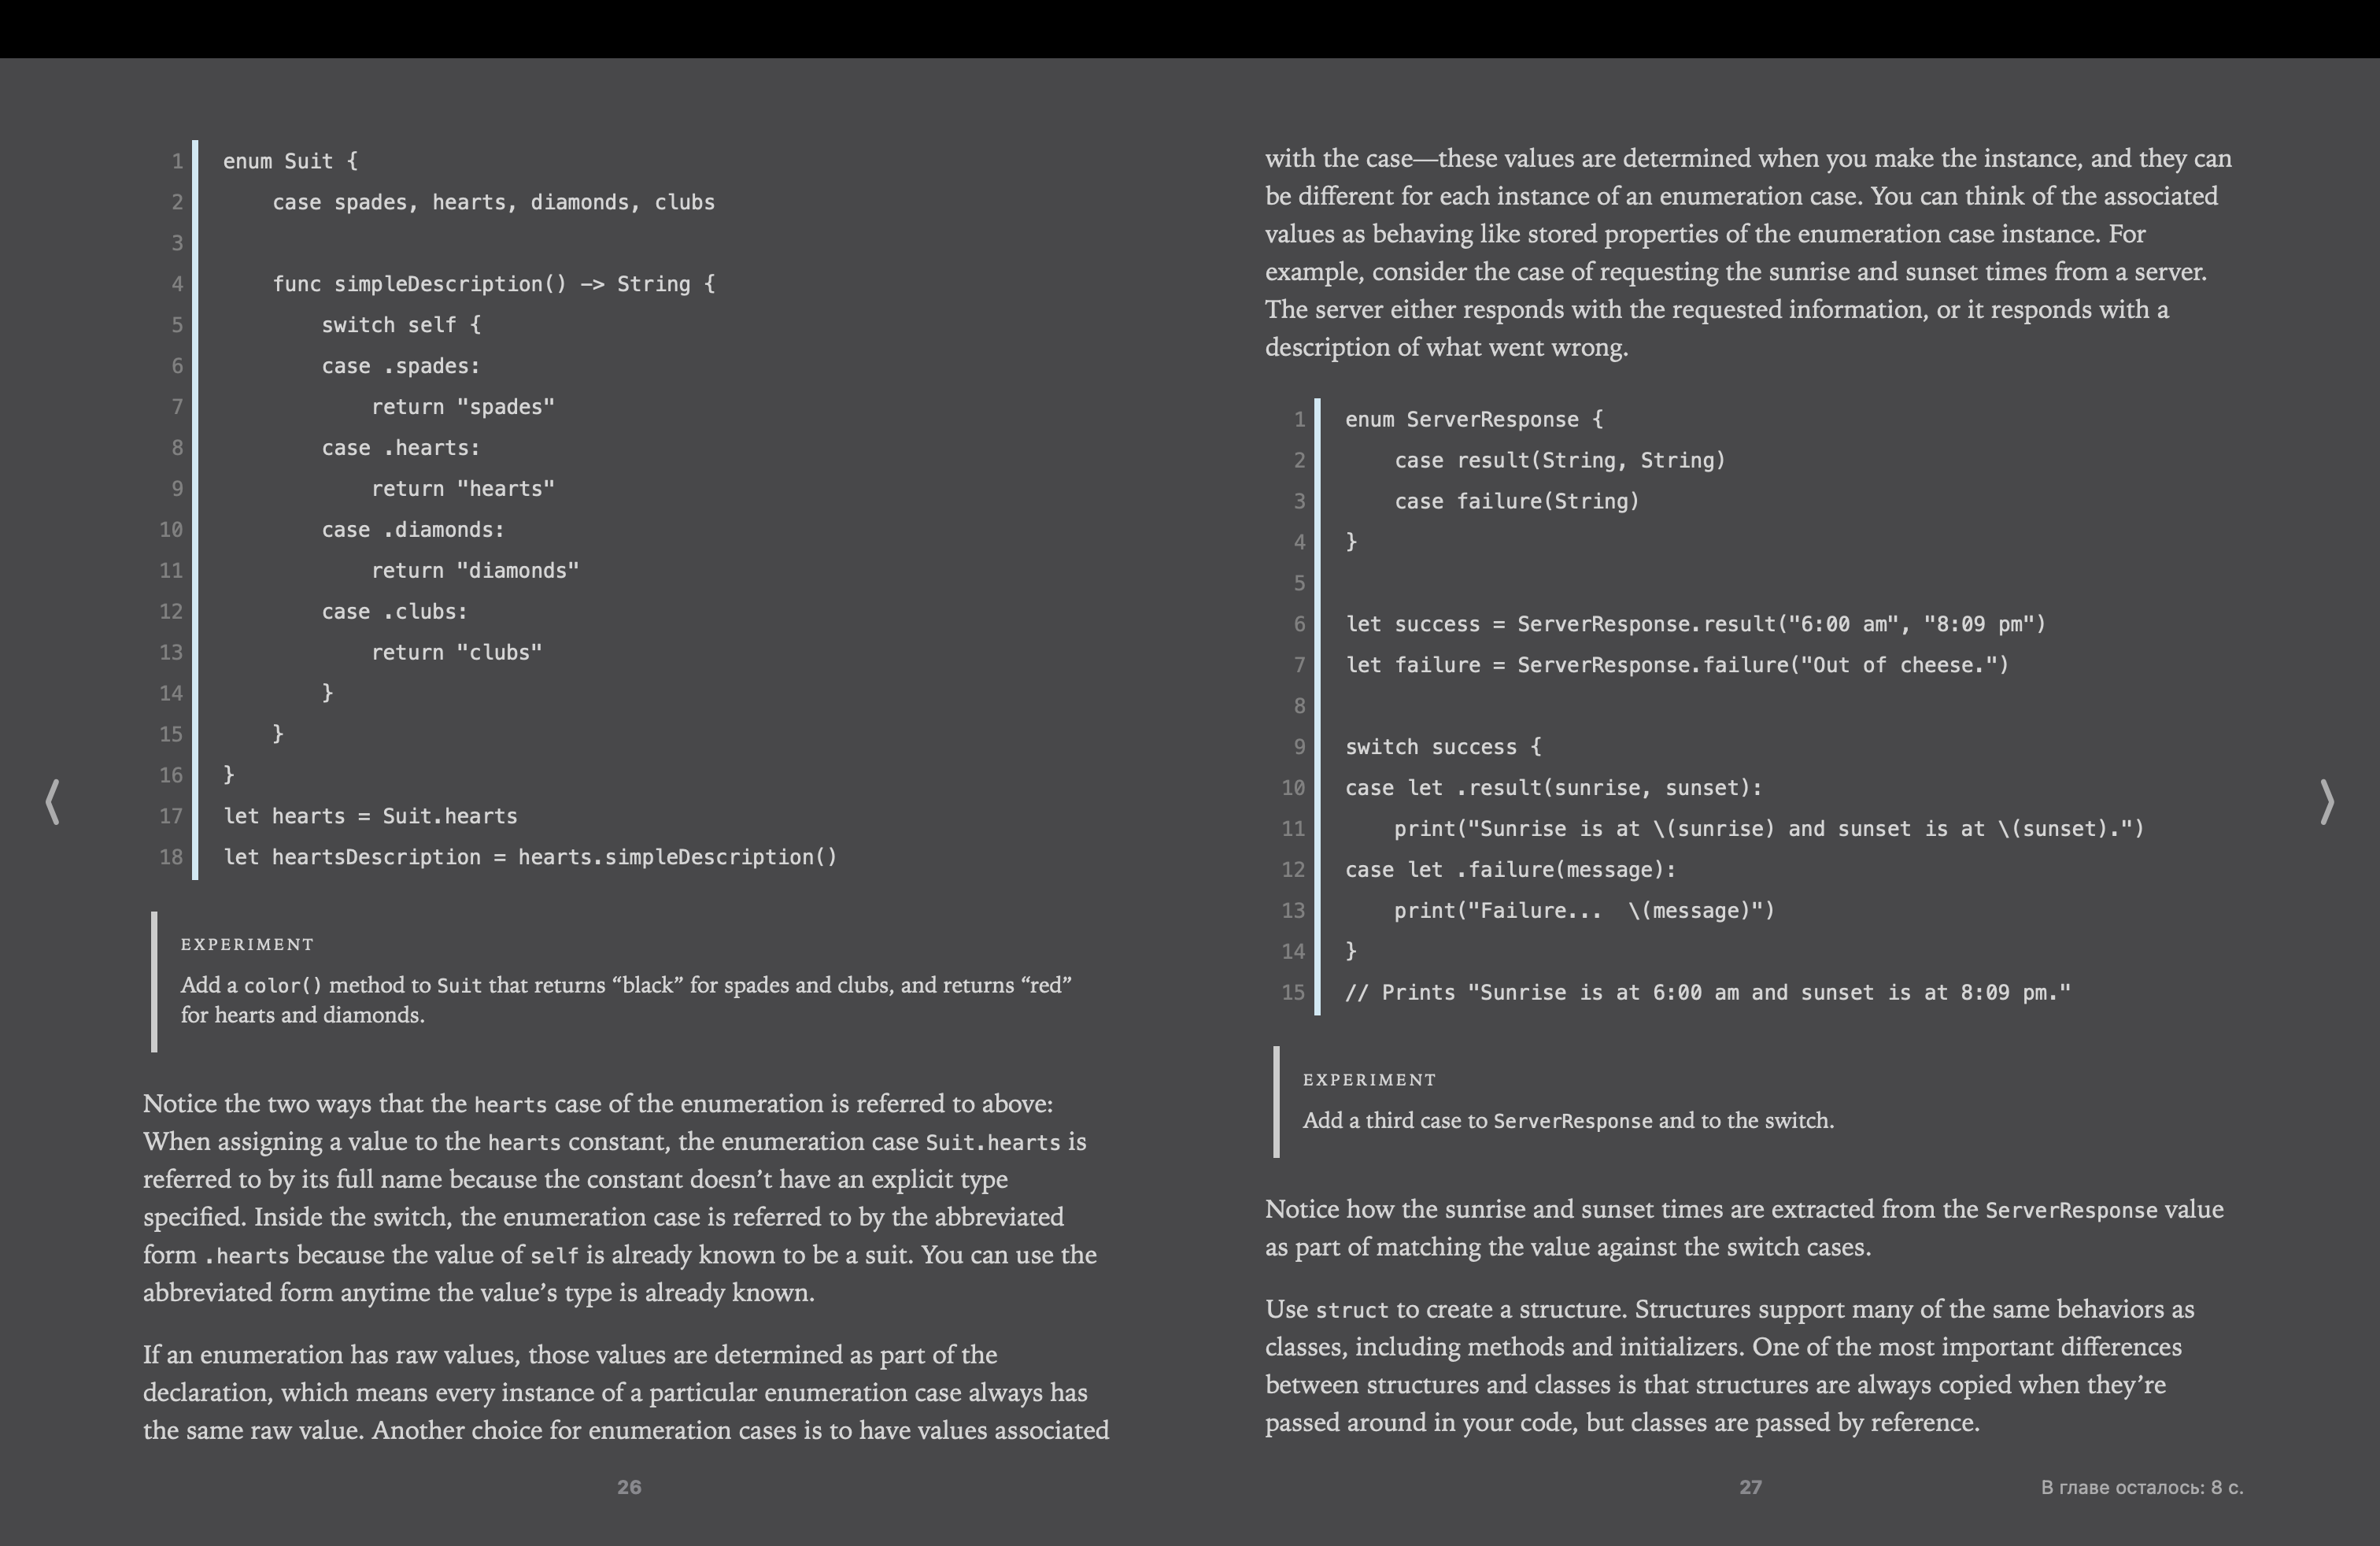 1 enum Suit {
2     case spades, hearts, diamonds, clubs
3
4     func simpleDescription() -> String {
5         switch self {
6         case .spades:
7             return "spades"
8         case .hearts:
9             return "hearts"
10         case .diamonds:
11             return "diamonds"
12         case .clubs:
13             return "clubs"
14         }
15     }
16 }
17 let hearts = Suit.hearts
18 let heartsDescription = hearts.simpleDescription()
EXPERIMENT
Add a color() method to Suit that returns “black” for spades and clubs, and returns “red”
for hearts and diamonds.
Notice the two ways that the hearts case of the enumeration is referred to above:
When assigning a value to the hearts constant, the enumeration case Suit.hearts is
referred to by its full name because the constant doesn’t have an explicit type
specified. Inside the switch, the enumeration case is referred to by the abbreviated
form .hearts because the value of self is already known to be a suit. You can use the
abbreviated form anytime the value’s type is already known.
If an enumeration has raw values, those values are determined as part of the
declaration, which means every instance of a particular enumeration case always has
the same raw value. Another choice for enumeration cases is to have values associated
26
with the case—these values are determined when you make the instance, and they can
be different for each instance of an enumeration case. You can think of the associated
values as behaving like stored properties of the enumeration case instance. For
example, consider the case of requesting the sunrise and sunset times from a server.
The server either responds with the requested information, or it responds with a
description of what went wrong.
1 enum ServerResponse {
2     case result(String, String)
3     case failure(String)
4 }
5
6 let success = ServerResponse.result("6:00 am", "8:09 pm")
7 let failure = ServerResponse.failure("Out of cheese.")
8
9 switch success {
10 case let .result(sunrise, sunset):
11     print("Sunrise is at \(sunrise) and sunset is at \(sunset).")
12 case let .failure(message):
13     print("Failure...  \(message)")
14 }
15 // Prints "Sunrise is at 6:00 am and sunset is at 8:09 pm."
EXPERIMENT
Add a third case to ServerResponse and to the switch.
Notice how the sunrise and sunset times are extracted from the ServerResponse value
as part of matching the value against the switch cases.
Use struct to create a structure. Structures support many of the same behaviors as
classes, including methods and initializers. One of the most important differences
between structures and classes is that structures are always copied when they’re
passed around in your code, but classes are passed by reference.
27
В главе осталось: 8 с.